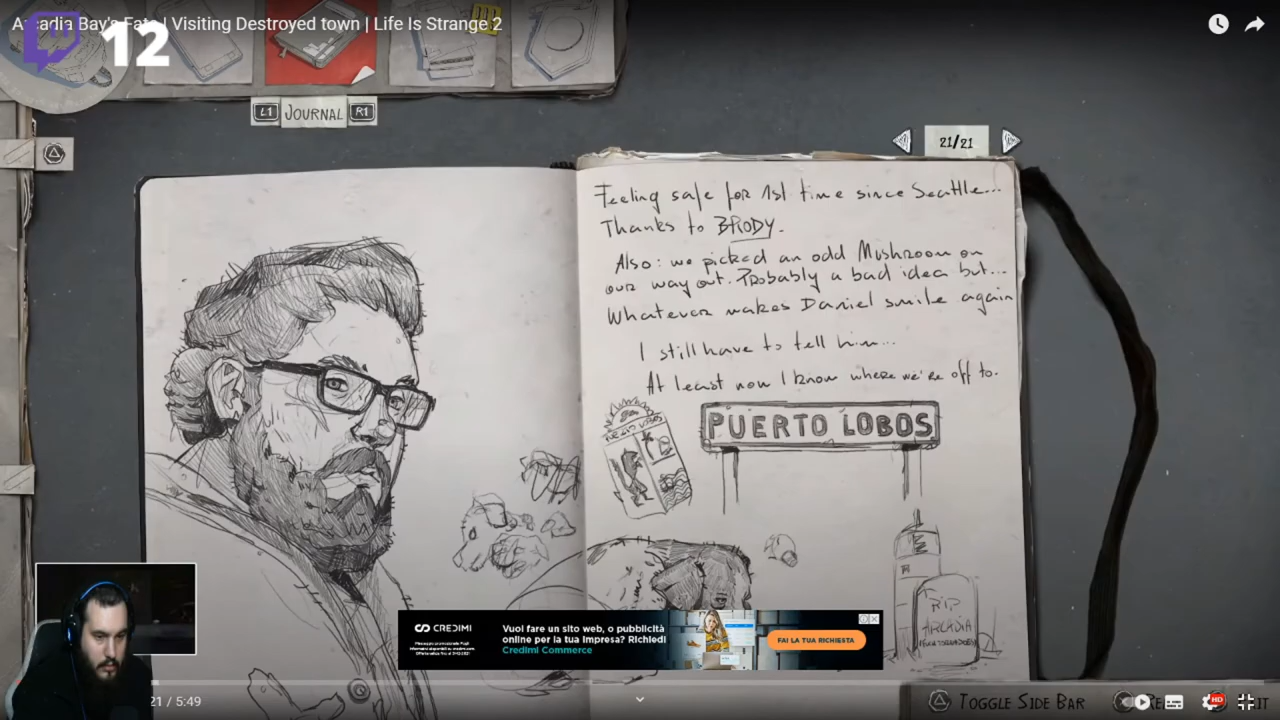 Arcadia Bay's Fate | Visiting Destroyed town | Life Is Strange 2
12
L1 JOURNAL R1
21/21
Feeling safe for 1st time since Seattle...
Thanks to BRODY.
Also: we picked an odd Mushroom on
our way out. Probably a bad idea but...
Whatever makes Daniel smile again
I still have to tell him...
At least now I know where we're off to.
PUERTO LOBOS
RIP
ARCADIA
CREDIMI
Vuoi fare un sito web, o pubblicità
online per la tua impresa? Richiedi
Credimi Commerce
FAI LA TUA RICHIESTA
21 / 5:49
TOGGLE SIDE BAR
HD